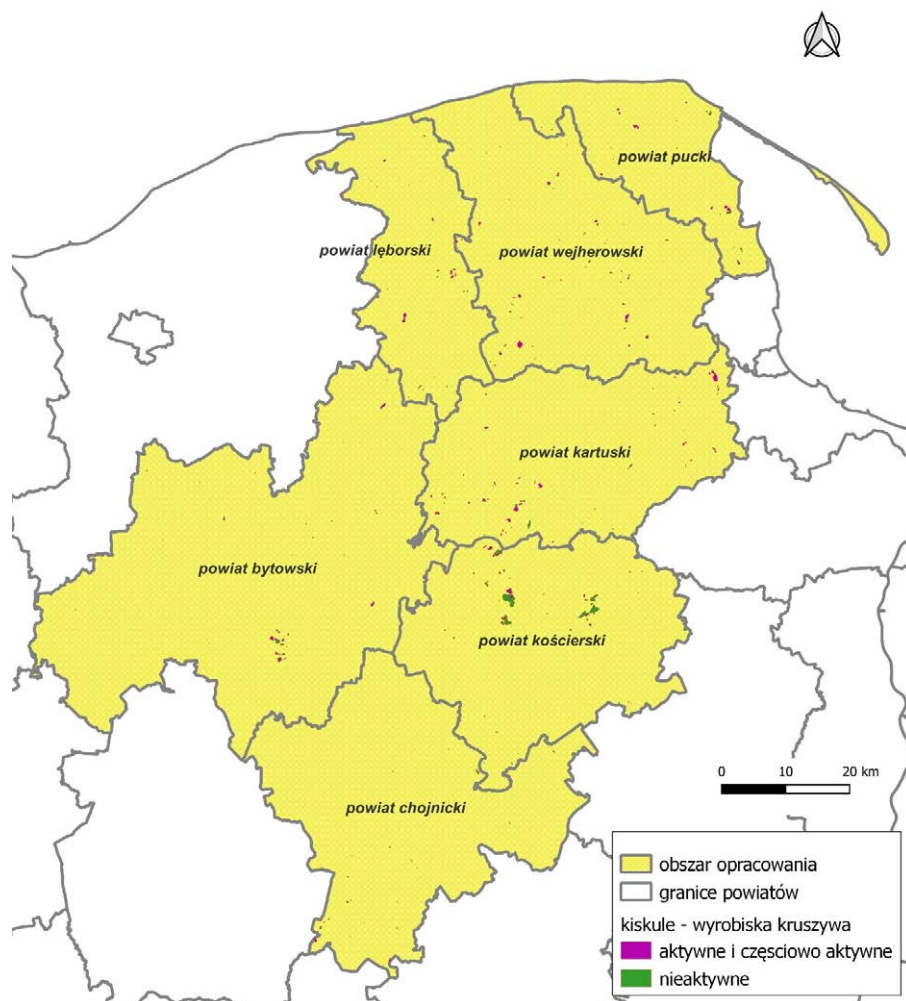 powiat pucki
powiat lęborski
powiat wejherowski
powiat kartuski
powiat bytowski
powiat kościerski
powiat chojnicki
0 10 20 km
obszar opracowania
granice powiatów
kiskule - wyrobiska kruszywa
aktywne i częsciowo aktywne
nieaktywne